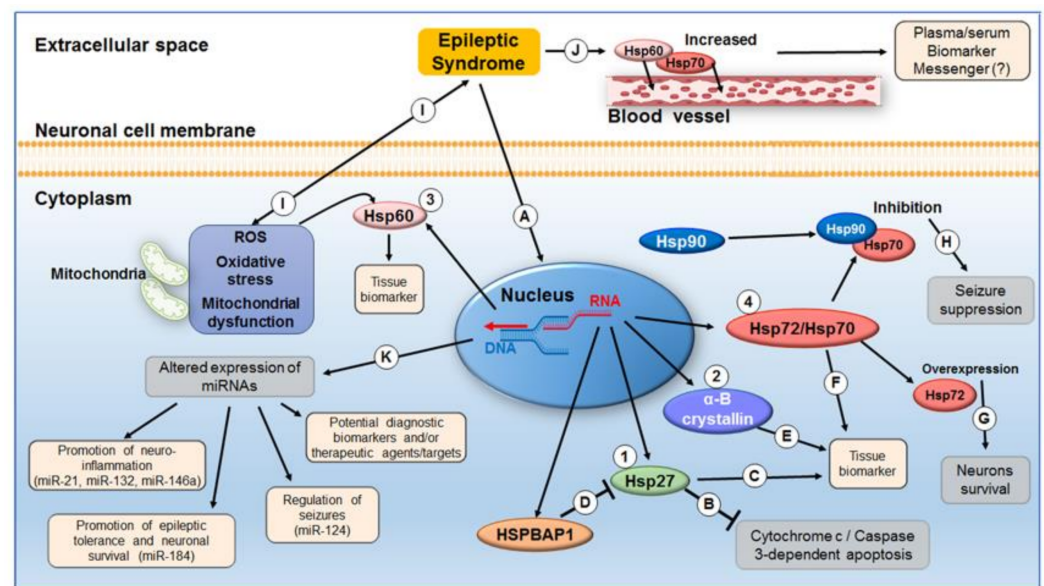 Extracellular space
Epileptic
Syndrome
J
Hsp60
Hsp70
Increased
Plasma/serum
Biomarker
Messenger (?)
Blood vessel
I
Neuronal cell membrane
Cytoplasm
I
Hsp60
3
A
ROS
Oxidative
stress
Mitochondrial
dysfunction
Mitochondria
Tissue
biomarker
Hsp90
Hsp90
Hsp70
Inhibition
H
Seizure
suppression
Nucleus
RNA
DNA
4
Hsp72/Hsp70
K
Altered expression of
miRNAs
2
α-B
crystallin
F
Overexpression
Hsp72
G
E
Potential diagnostic
biomarkers and/or
therapeutic agents/targets
Promotion of neuro-
inflammation
(miR-21, miR-132, miR-146a)
1
Hsp27
C
Tissue
biomarker
Neurons
survival
Regulation of
seizures
(miR-124)
D
B
Promotion of epileptic
tolerance and neuronal
survival (miR-184)
HSPBAP1
Cytochrome c / Caspase
3-dependent apoptosis